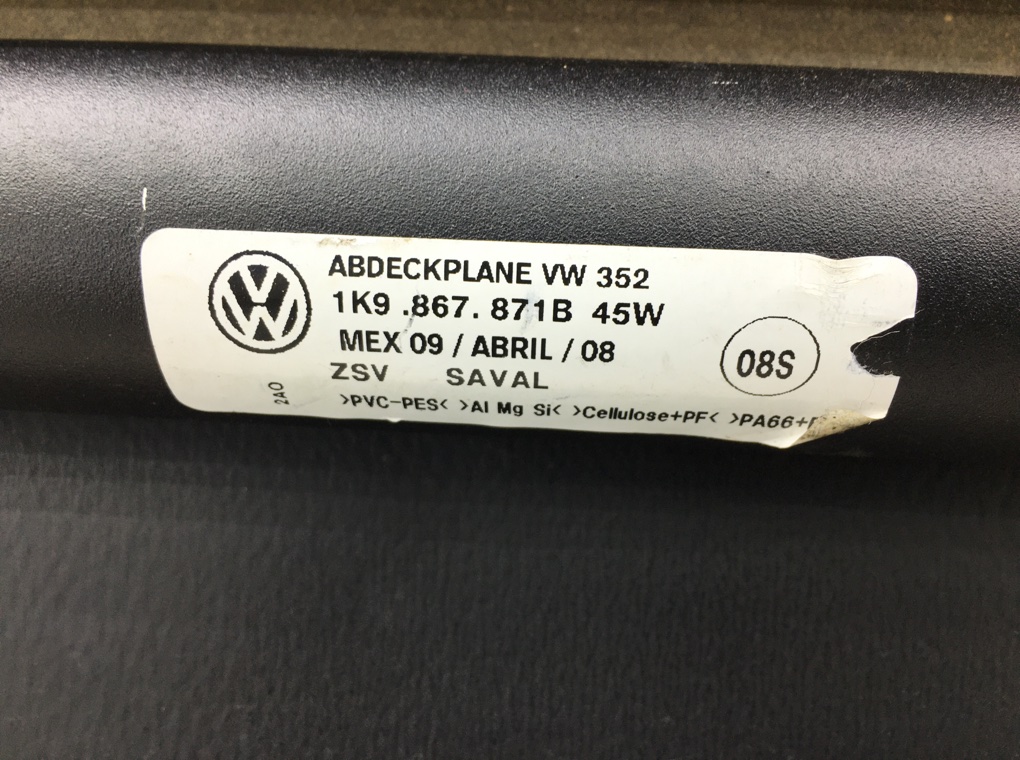 ABDECKPLANE VW 352
1K9 .867. 871B 45W
MEX 09 / ABRIL / 08
08S
ZSV SAVAL
2AO
>PVC-PES< >Al Mg Si< >Cellulose+PF< >PA66+